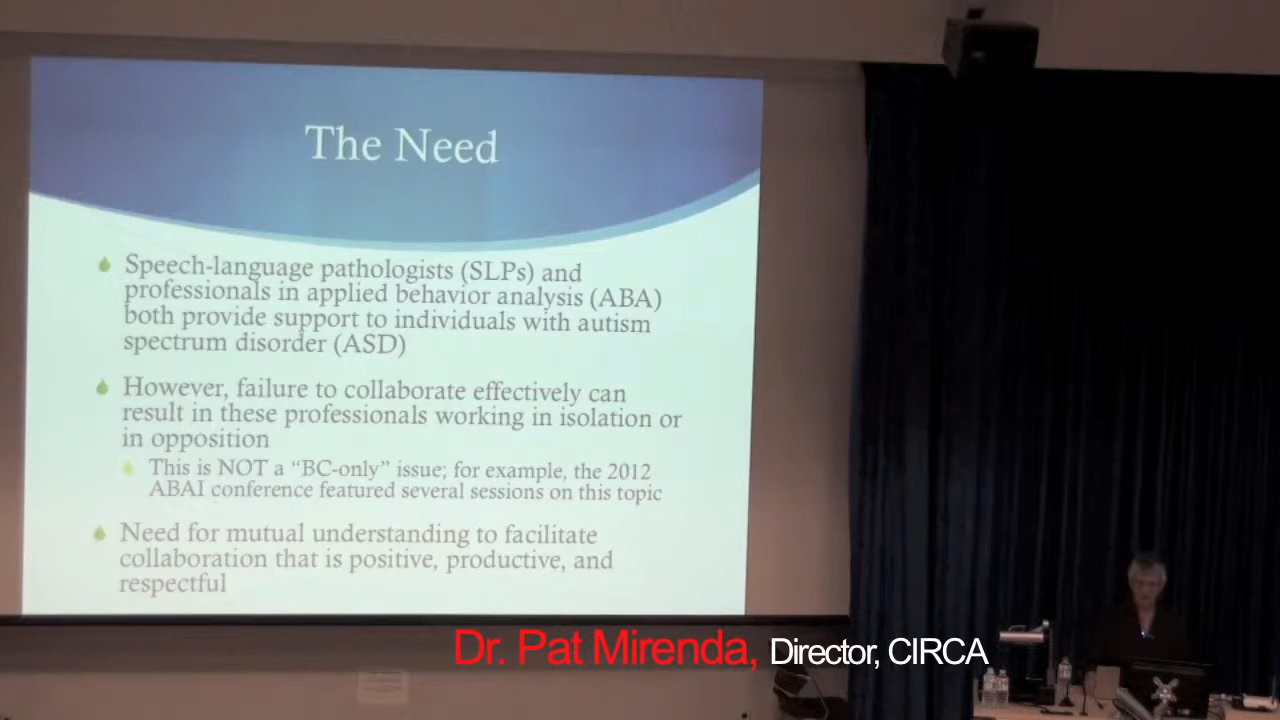 The Need
Speech-language pathologists (SLPs) and
professionals in applied behavior analysis (ABA)
both provide support to individuals with autism
spectrum disorder (ASD)
However, failure to collaborate effectively can
result in these professionals working in isolation or
in opposition
This is NOT a “BC-only” issue; for example, the 2012
ABAI conference featured several sessions on this topic
Need for mutual understanding to facilitate
collaboration that is positive, productive, and
respectful
Dr. Pat Mirenda, Director, CIRCA